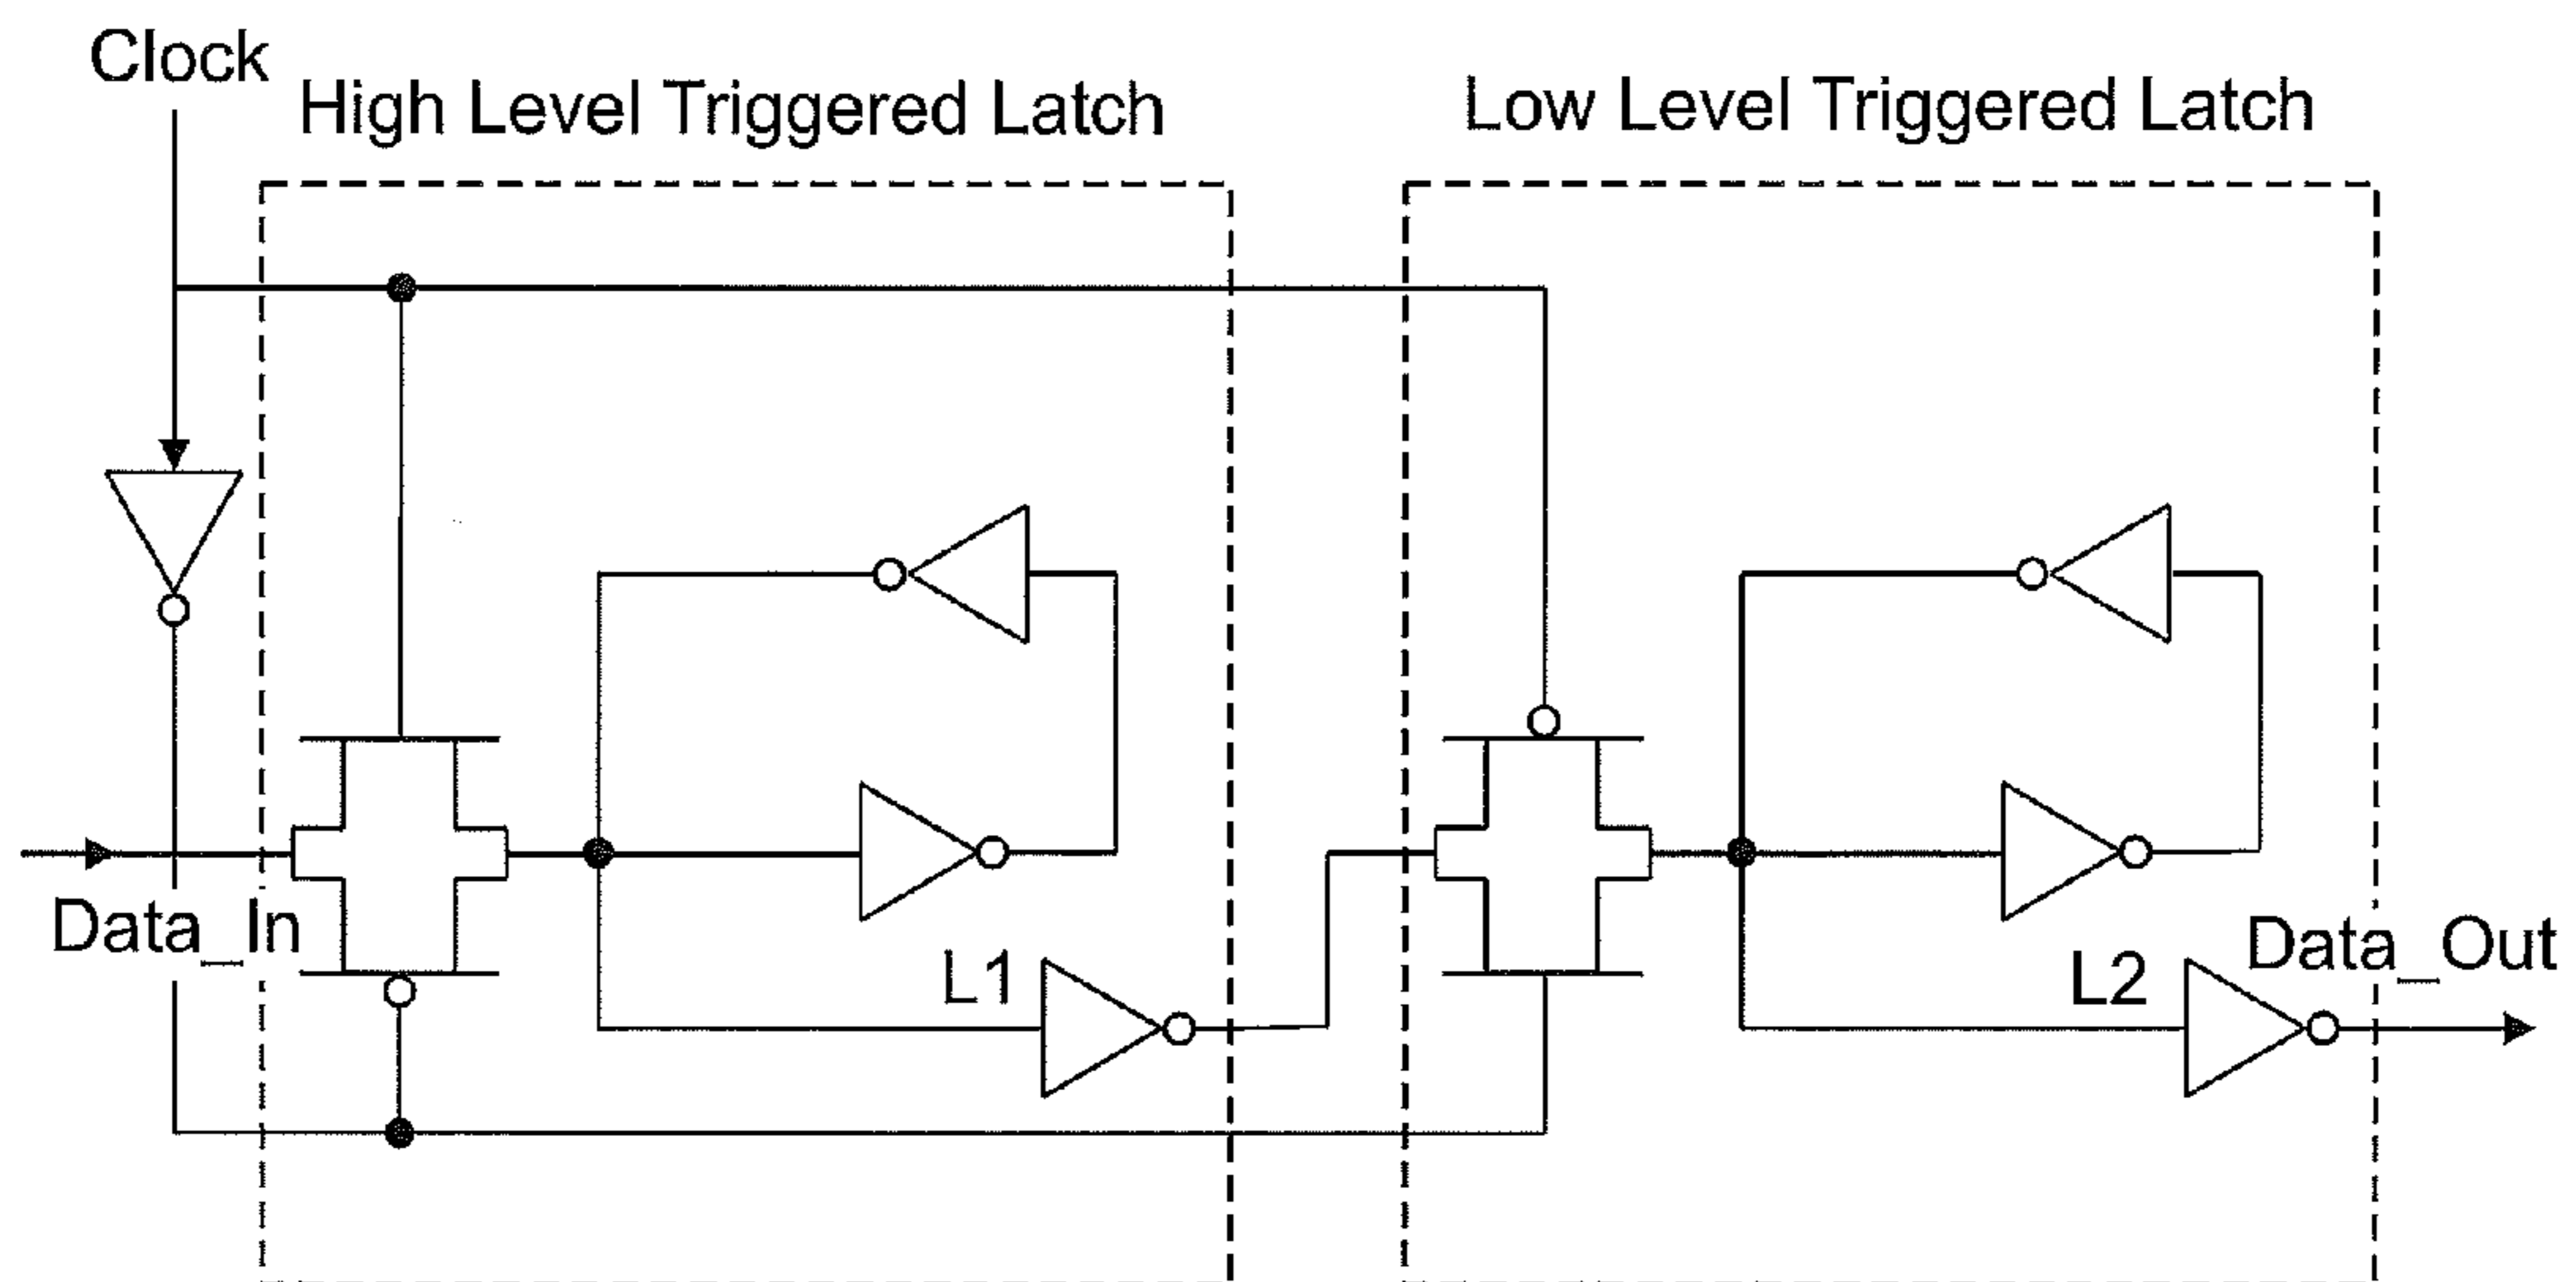 Clock
High Level Triggered Latch
Low Level Triggered Latch
Data_In
L1
L2
Data_Out